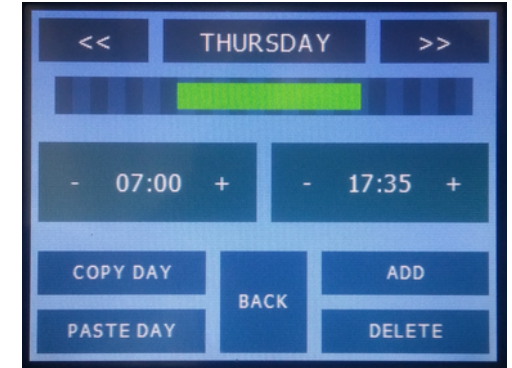 << THURSDAY >>
- 07:00 + - 17:35 +
COPY DAY
BACK
ADD
PASTE DAY
DELETE